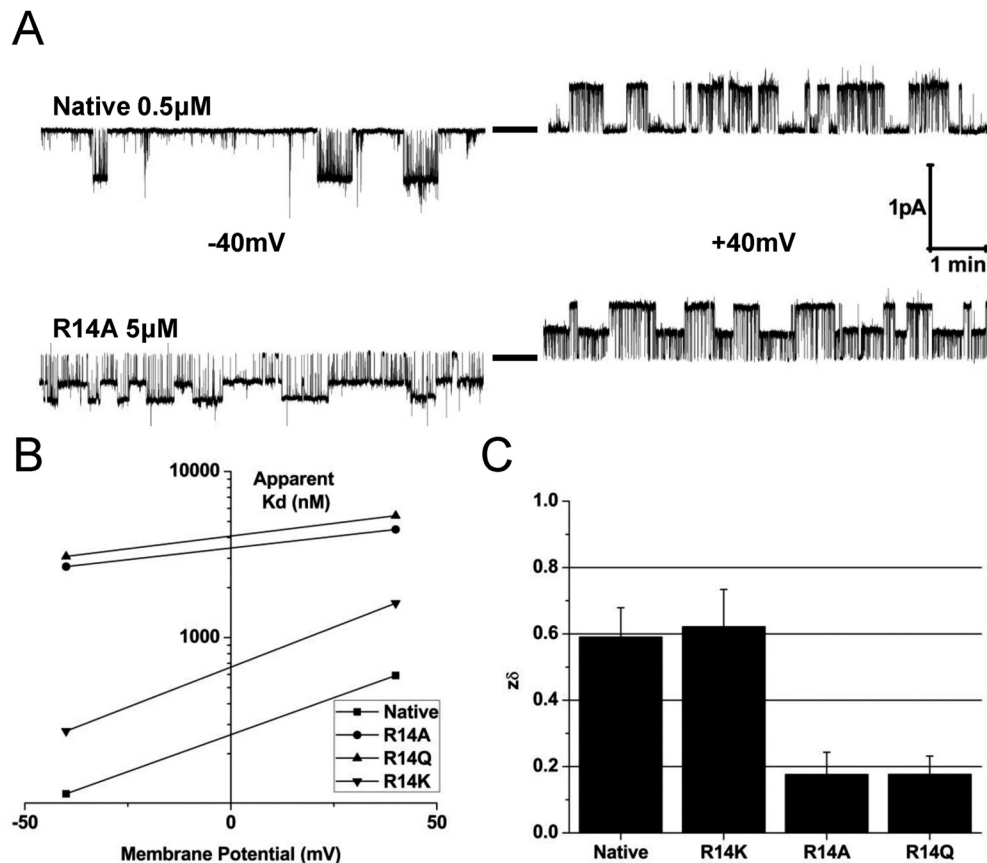 A
Native 0.5µM
-40mV
+40mV
1pA
1 min
R14A 5µM
B
10000
Apparent
Kd (nM)
1000
Native
R14A
R14Q
R14K
-50
0
50
Membrane Potential (mV)
C
1.0
0.8
0.6
0.4
0.2
0.0
zδ
Native
R14K
R14A
R14Q